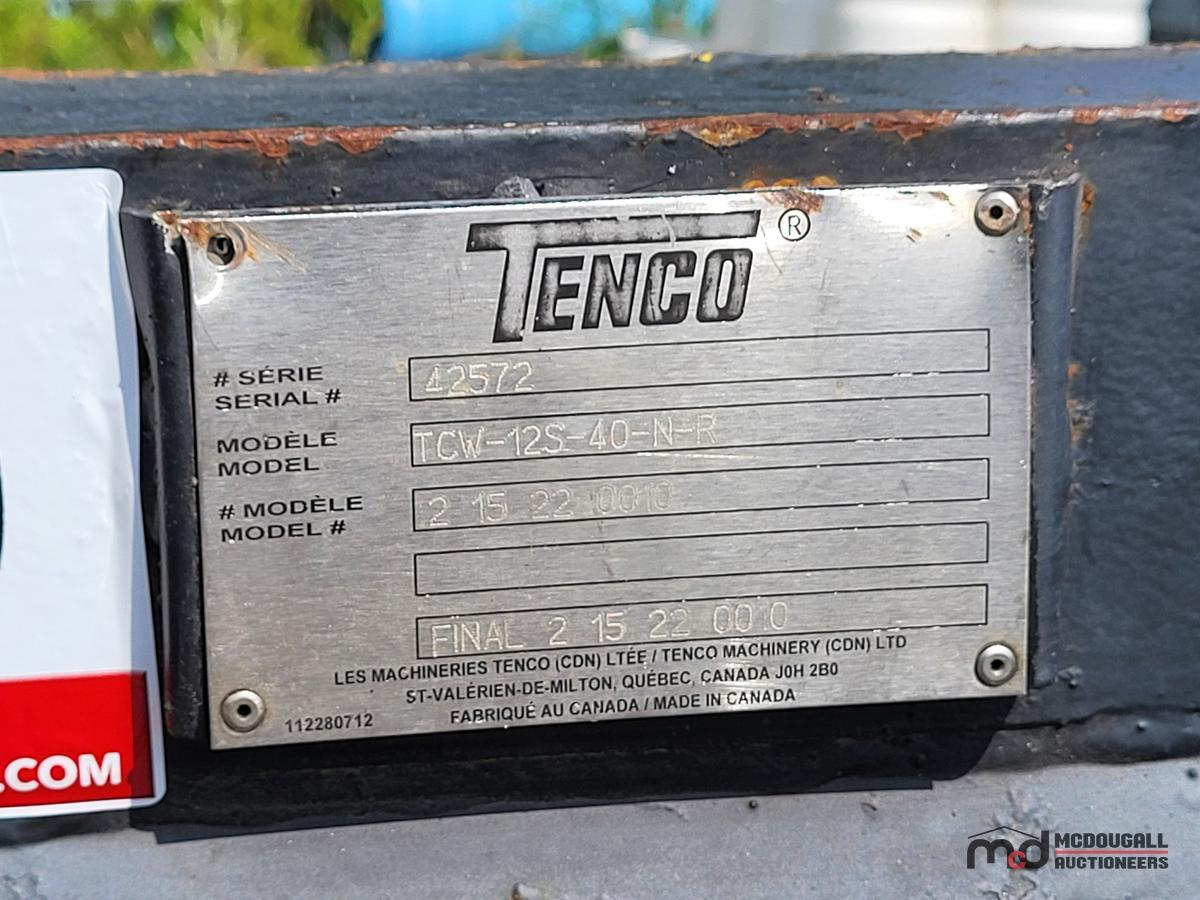 TENCO ®
# SÉRIE
SERIAL #
42572
MODÈLE
MODEL
TCW-12S-40-N-R
# MODÈLE
MODEL #
2 15 22 0010
FINAL 2 15 22 0010
LES MACHINERIES TENCO (CDN) LTÉE / TENCO MACHINERY (CDN) LTD
ST-VALÉRIEN-DE-MILTON, QUÉBEC, CANADA J0H 2B0
FABRIQUÉ AU CANADA / MADE IN CANADA
112280712
.COM
mcd MCDOUGALL
AUCTIONEERS